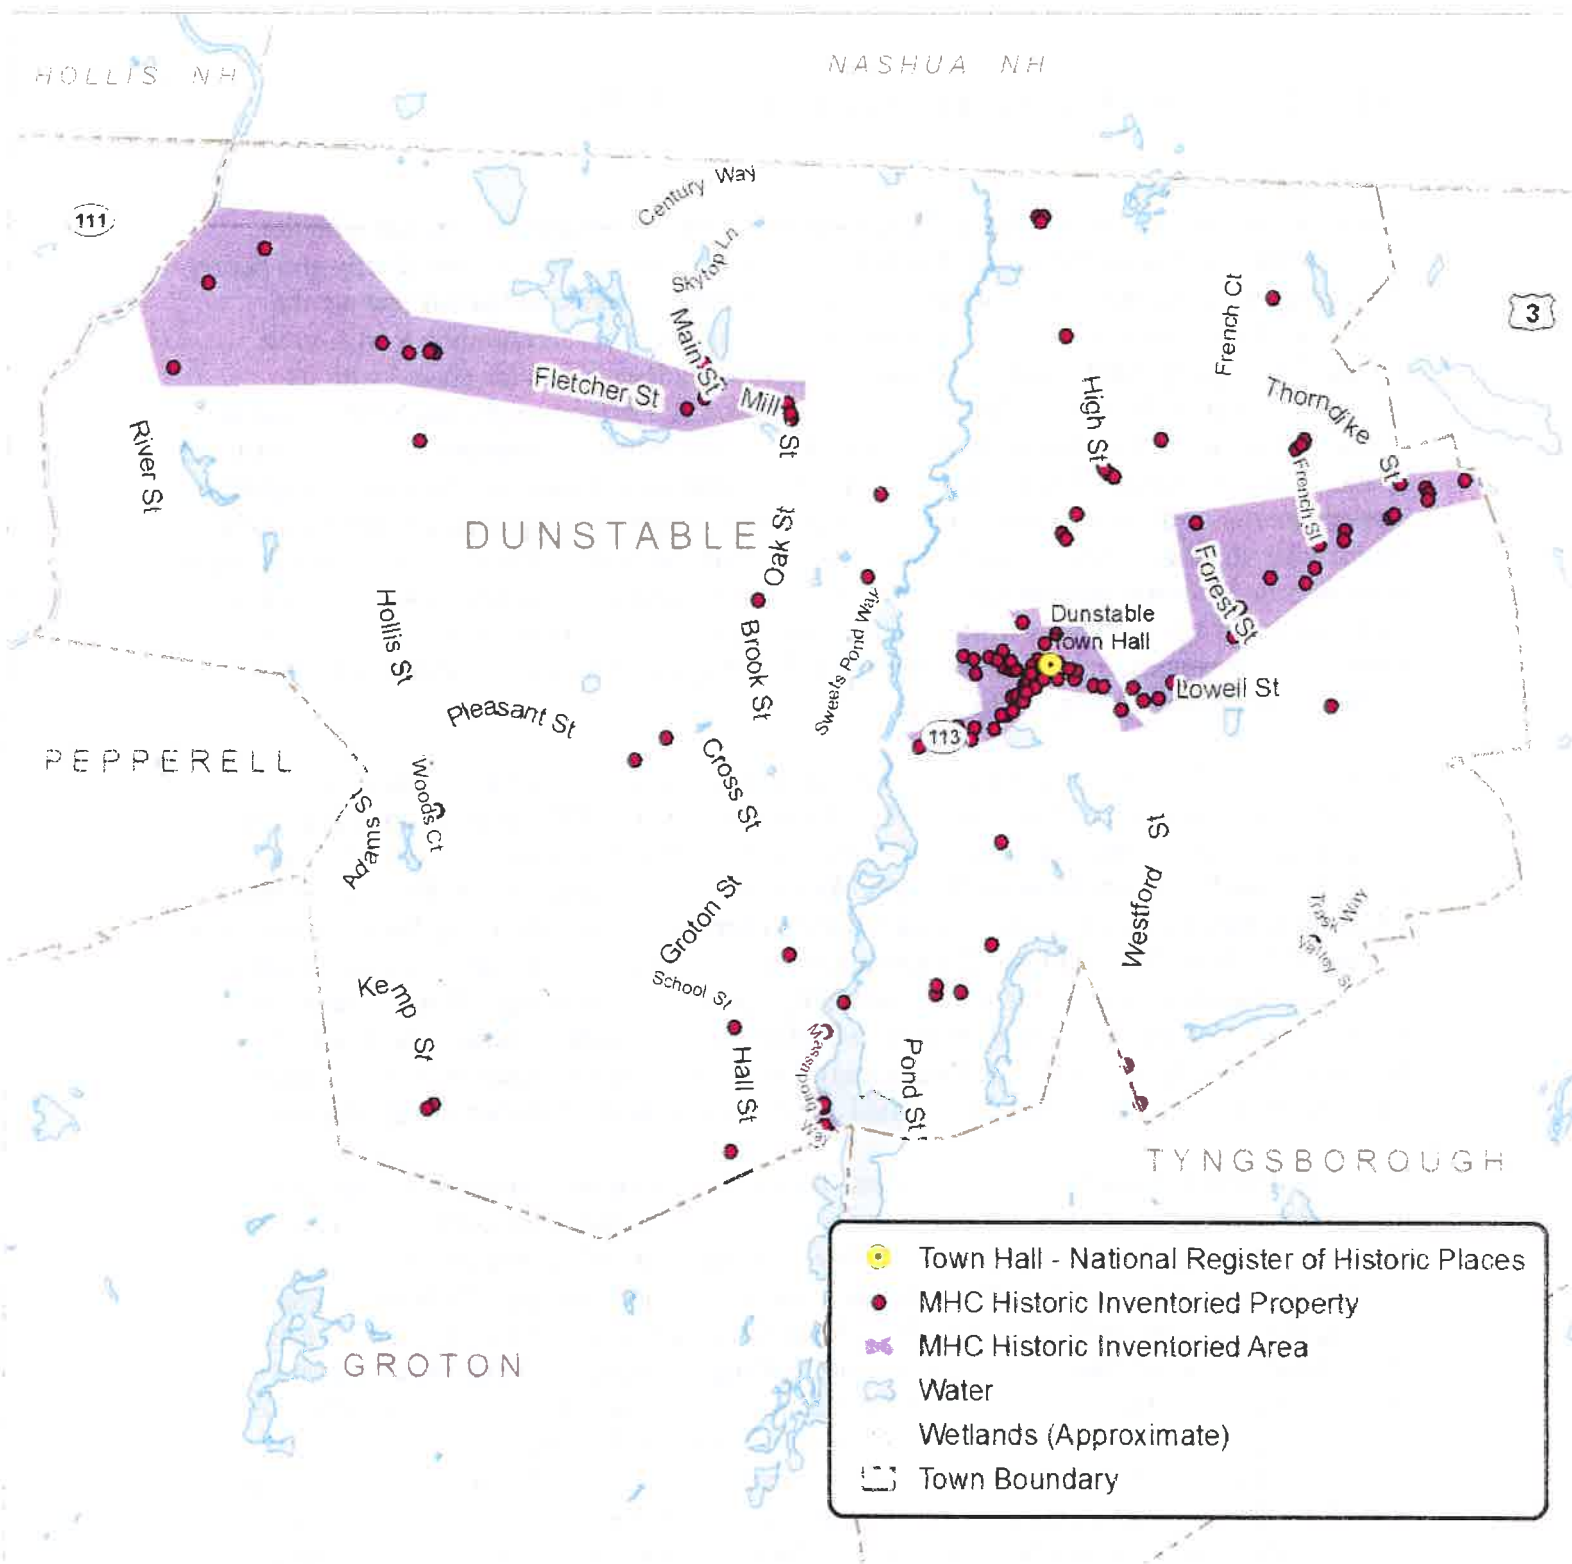 HOLLIS NH
NASHUA NH
111
Century Way
Skytop Ln
Main St
French Ct
3
Fletcher St
Mill St
High St
Thorndike St
River St
French St
DUNSTABLE
Oak St
Forest St
Hollis St
Brook St
Sweets Pond Way
Dunstable
Town Hall
Lowell St
Pleasant St
113
PEPPERELL
Woods Ct
Adams St
Cross St
Westford St
Groton St
Trask Way
Valley St
School St
Kemp St
Hall St
Pond St
TYNGSBOROUGH
GROTON
Town Hall - National Register of Historic Places
MHC Historic Inventoried Property
MHC Historic Inventoried Area
Water
Wetlands (Approximate)
Town Boundary